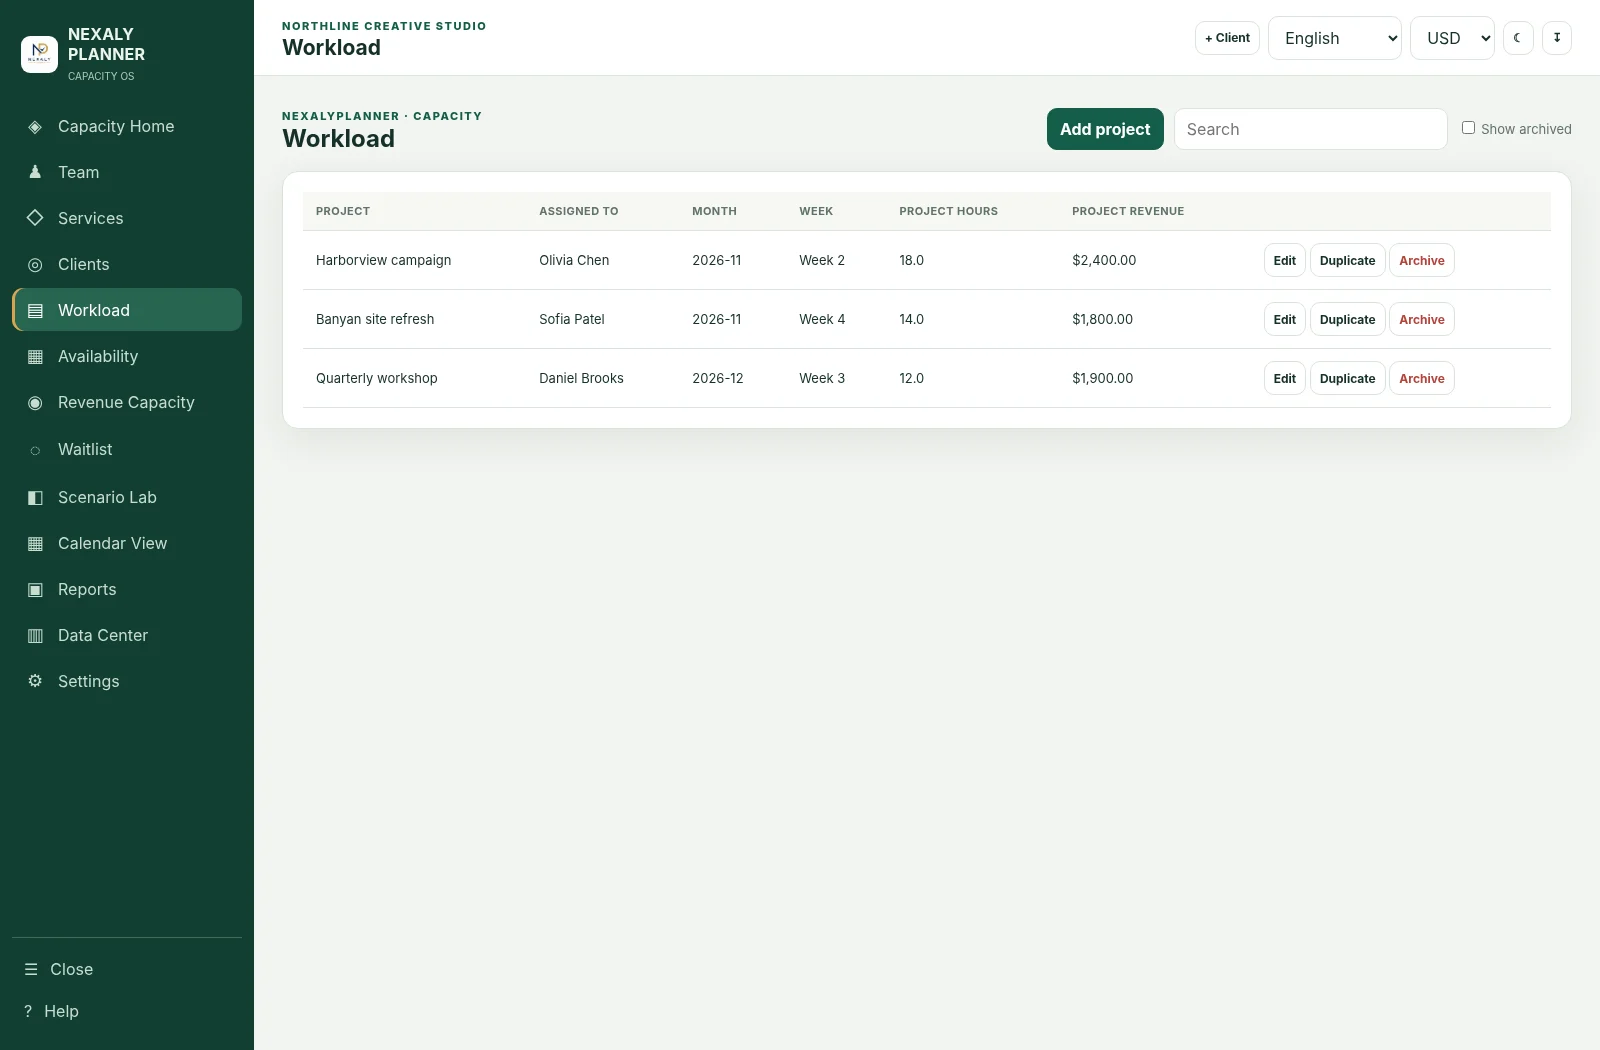 NEXALY
PLANNER
CAPACITY OS
Capacity Home
Team
Services
Clients
Workload
Availability
Revenue Capacity
Waitlist
Scenario Lab
Calendar View
Reports
Data Center
Settings
Close
? Help
NORTHLINE CREATIVE STUDIO
Workload
+ Client
English
USD
NEXALYPLANNER · CAPACITY
Workload
Add project
Search
Show archived
PROJECT ASSIGNED TO MONTH WEEK PROJECT HOURS PROJECT REVENUE
Harborview campaign Olivia Chen 2026-11 Week 2 18.0 $2,400.00 Edit Duplicate Archive
Banyan site refresh Sofia Patel 2026-11 Week 4 14.0 $1,800.00 Edit Duplicate Archive
Quarterly workshop Daniel Brooks 2026-12 Week 3 12.0 $1,900.00 Edit Duplicate Archive